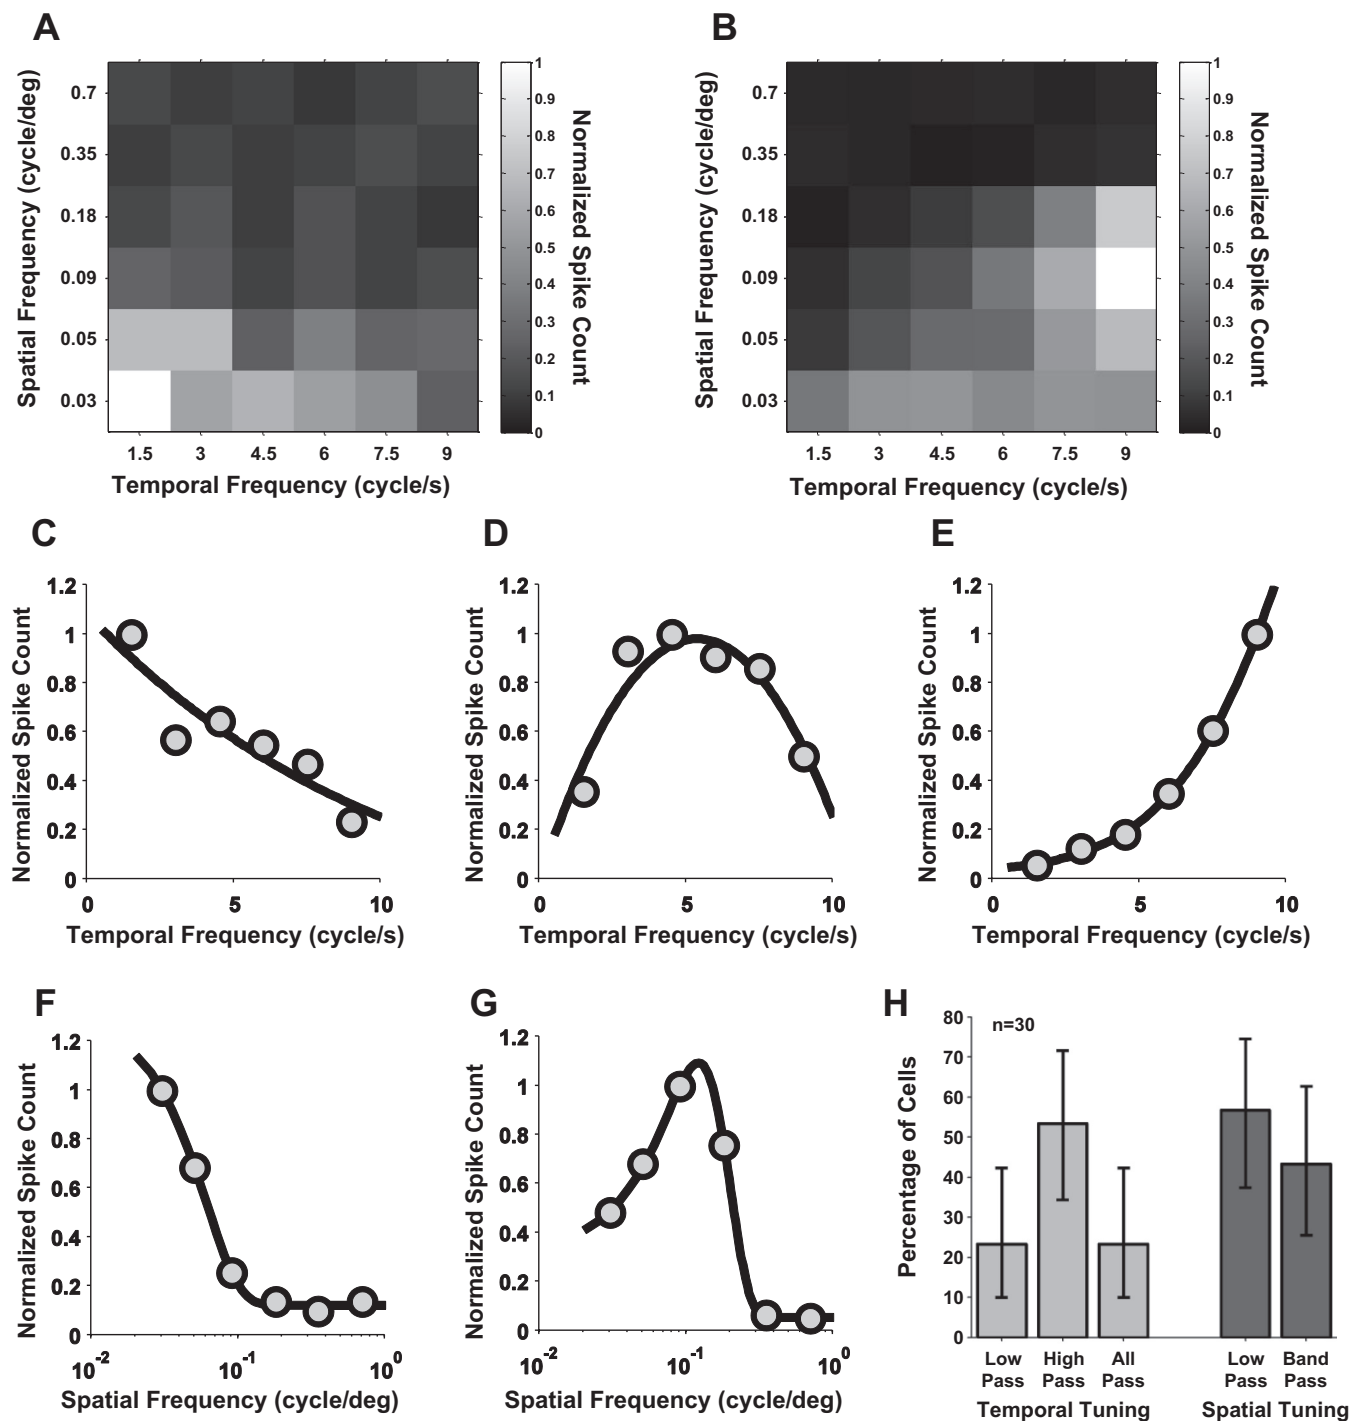 A
B
Spatial Frequency (cycle/deg)
0.7
0.35
0.18
0.09
0.05
0.03
1.5 3 4.5 6 7.5 9
Temporal Frequency (cycle/s)
1
0.9
0.8
0.7
0.6
0.5
0.4
0.3
0.2
0.1
0
Normalized Spike Count
Spatial Frequency (cycle/deg)
0.7
0.35
0.18
0.09
0.05
0.03
1.5 3 4.5 6 7.5 9
Temporal Frequency (cycle/s)
1
0.9
0.8
0.7
0.6
0.5
0.4
0.3
0.2
0.1
0
Normalized Spike Count
C
Normalized Spike Count
1.2
1
0.8
0.6
0.4
0.2
0
0 5 10
Temporal Frequency (cycle/s)
D
Normalized Spike Count
1.2
1
0.8
0.6
0.4
0.2
0
0 5 10
Temporal Frequency (cycle/s)
E
Normalized Spike Count
1.2
1
0.8
0.6
0.4
0.2
0
0 5 10
Temporal Frequency (cycle/s)
F
Normalized Spike Count
1.2
1
0.8
0.6
0.4
0.2
0
10^-2 10^-1 10^0
Spatial Frequency (cycle/deg)
G
Normalized Spike Count
1.2
1
0.8
0.6
0.4
0.2
0
10^-2 10^-1 10^0
Spatial Frequency (cycle/deg)
H
n=30
Percentage of Cells
80
70
60
50
40
30
20
10
0
Low High All Low Band
Pass Pass Pass Pass Pass
Temporal Tuning Spatial Tuning